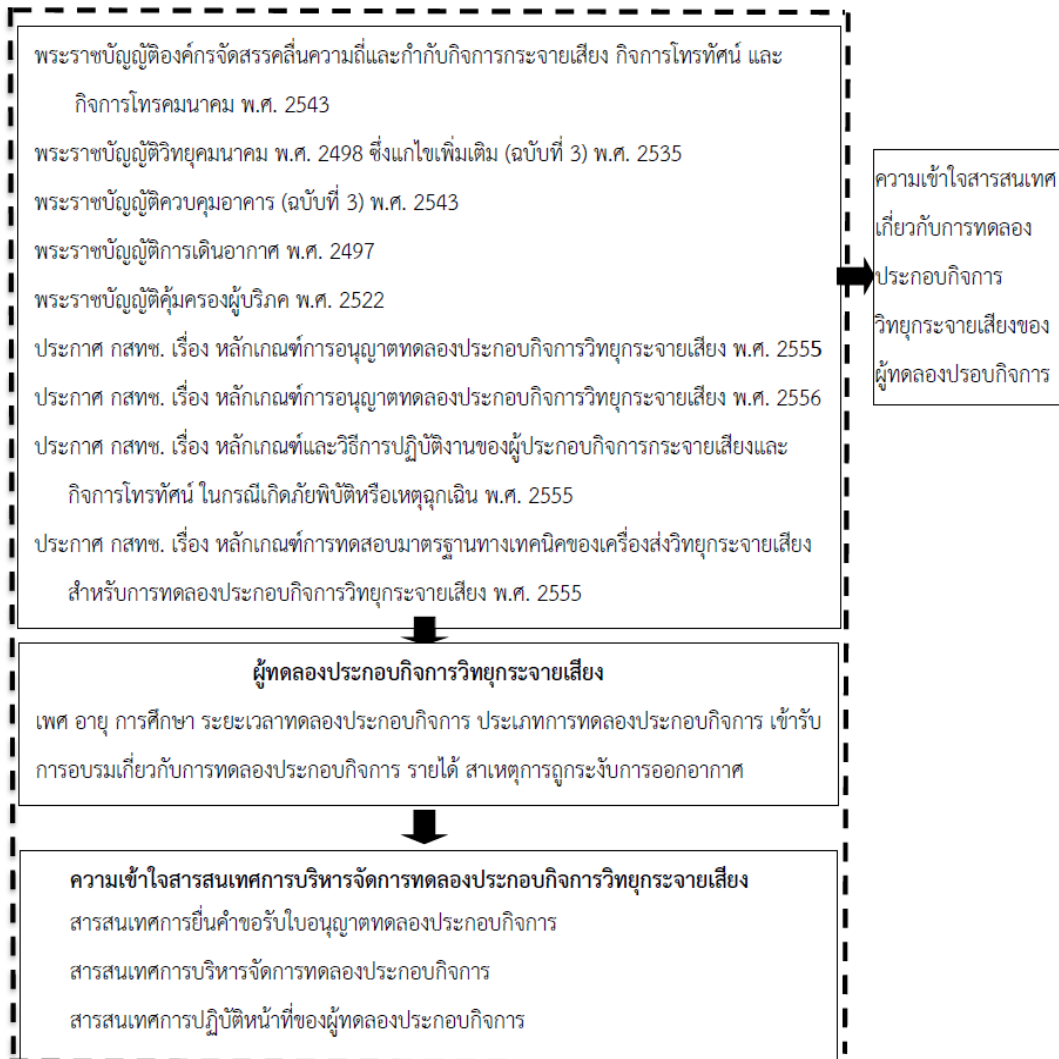 พระราชบัญญัติองค์กรจัดสรรคลื่นความถี่และกำกับกิจการกระจายเสียง กิจการโทรทัศน์ และ
กิจการโทรคมนาคม พ.ศ. 2543
พระราชบัญญัติวิทยุคมนาคม พ.ศ. 2498 ซึ่งแก้ไขเพิ่มเติม (ฉบับที่ 3) พ.ศ. 2535
พระราชบัญญัติควบคุมอาคาร (ฉบับที่ 3) พ.ศ. 2543
พระราชบัญญัติการเดินอากาศ พ.ศ. 2497
พระราชบัญญัติคุ้มครองผู้บริภค พ.ศ. 2522
ประกาศ กสทช. เรื่อง หลักเกณฑ์การอนุญาตทดลองประกอบกิจการวิทยุกระจายเสียง พ.ศ. 2555
ประกาศ กสทช. เรื่อง หลักเกณฑ์การอนุญาตทดลองประกอบกิจการวิทยุกระจายเสียง พ.ศ. 2556
ประกาศ กสทช. เรื่อง หลักเกณฑ์และวิธีการปฏิบัติงานของผู้ประกอบกิจการกระจายเสียงและ
กิจการโทรทัศน์ ในกรณีเกิดภัยพิบัติหรือเหตุฉุกเฉิน พ.ศ. 2555
ประกาศ กสทช. เรื่อง หลักเกณฑ์การทดสอบมาตรฐานทางเทคนิคของเครื่องส่งวิทยุกระจายเสียง
สำหรับการทดลองประกอบกิจการวิทยุกระจายเสียง พ.ศ. 2555
ความเข้าใจสารสนเทศ
เกี่ยวกับการทดลอง
ประกอบกิจการ
วิทยุกระจายเสียงของ
ผู้ทดลองปรอบกิจการ
ผู้ทดลองประกอบกิจการวิทยุกระจายเสียง
เพศ อายุ การศึกษา ระยะเวลาทดลองประกอบกิจการ ประเภทการทดลองประกอบกิจการ เข้ารับ
การอบรมเกี่ยวกับการทดลองประกอบกิจการ รายได้ สาเหตุการถูกระงับการออกอากาศ
ความเข้าใจสารสนเทศการบริหารจัดการทดลองประกอบกิจการวิทยุกระจายเสียง
สารสนเทศการยื่นคำขอรับใบอนุญาตทดลองประกอบกิจการ
สารสนเทศการบริหารจัดการทดลองประกอบกิจการ
สารสนเทศการปฏิบัติหน้าที่ของผู้ทดลองประกอบกิจการ